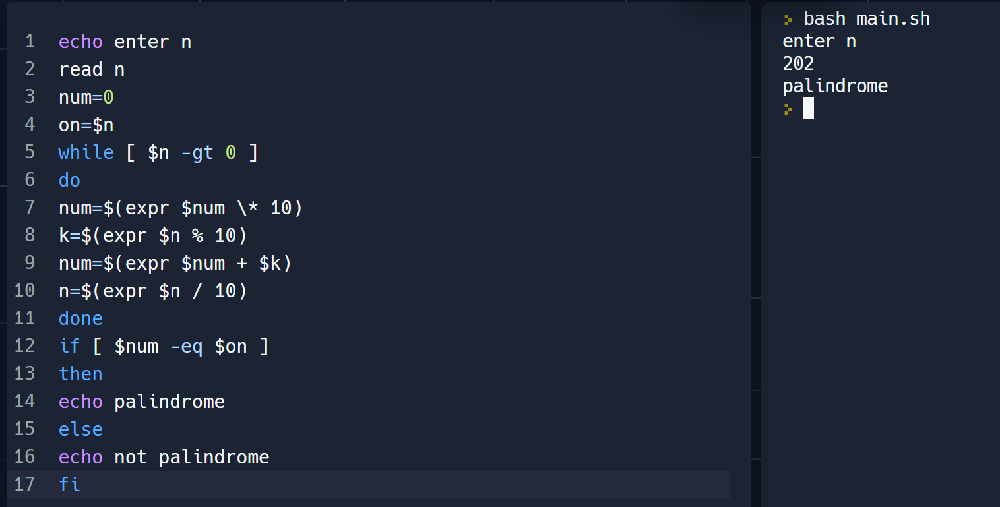 1 echo enter n
2 read n
3 num=0
4 on=$n
5 while [ $n -gt 0 ]
6 do
7 num=$(expr $num \* 10)
8 k=$(expr $n % 10)
9 num=$(expr $num + $k)
10 n=$(expr $n / 10)
11 done
12 if [ $num -eq $on ]
13 then
14 echo palindrome
15 else
16 echo not palindrome
17 fi
> bash main.sh
enter n
202
palindrome
>